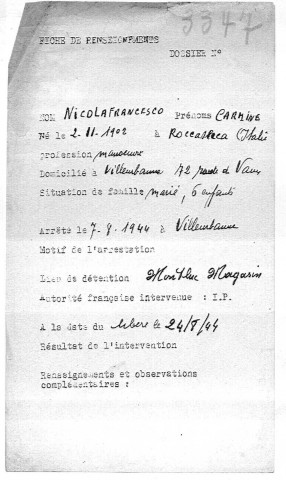 3347
FICHE DE RENSEIGNEMENTS
DOSSIER N°
NOM NICOLAFRANCESCO Prénoms CARMINE
Né le 2-11-1902 à Roccasecca (Italie
profession manoeuvre
Domicilié à Villeurbanne 72, route de Vaulx
Situation de famille marié, 6 enfants
Arrêté le 7-8-1944 à Villeurbanne
Motif de l'arrestation
Lieu de détention Montluc Magasin
Autorité française intervenue : I.P.
A la date du libéré le 24/8/44
Résultat de l'intervention
Renseignements et observations
complémentaires :